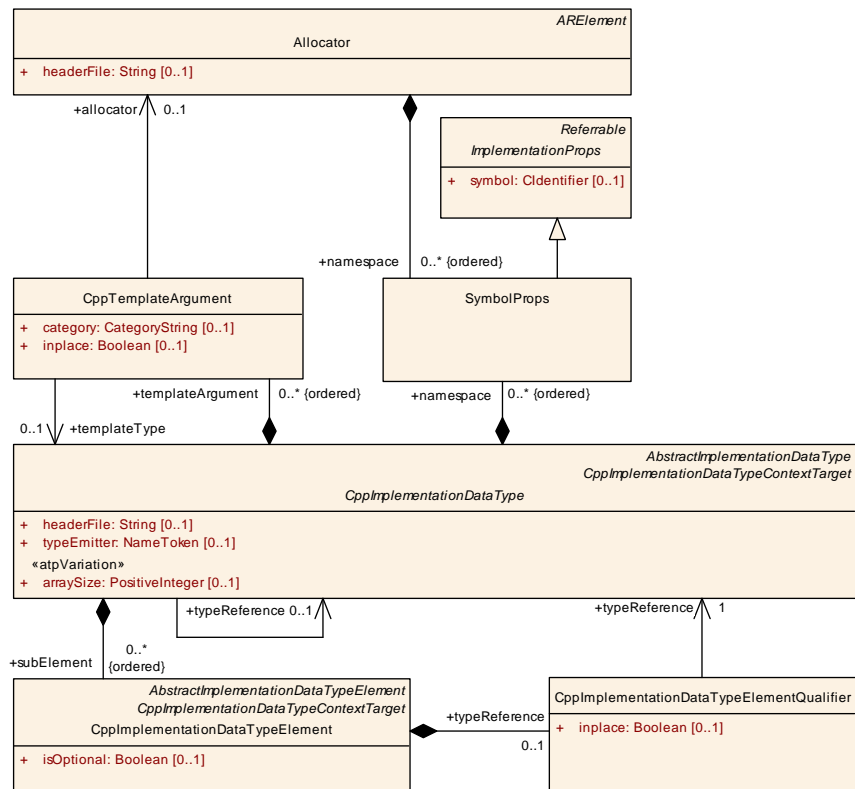 ARElement
Allocator
+ headerFile: String [0..1]
+allocator 0..1
Referrable
ImplementationProps
+ symbol: CIdentifier [0..1]
+namespace 0..* {ordered}
CppTemplateArgument
+ category: CategoryString [0..1]
+ inplace: Boolean [0..1]
SymbolProps
+templateArgument 0..* {ordered}
+namespace 0..* {ordered}
0..1 +templateType
AbstractImplementationDataType
CppImplementationDataTypeContextTarget
CppImplementationDataType
+ headerFile: String [0..1]
+ typeEmitter: NameToken [0..1]
«atpVariation»
+ arraySize: PositiveInteger [0..1]
+typeReference 0..1
+typeReference 1
+subElement 0..* {ordered}
AbstractImplementationDataTypeElement
CppImplementationDataTypeContextTarget
CppImplementationDataTypeElement
+ isOptional: Boolean [0..1]
+typeReference
0..1
CppImplementationDataTypeElementQualifier
+ inplace: Boolean [0..1]